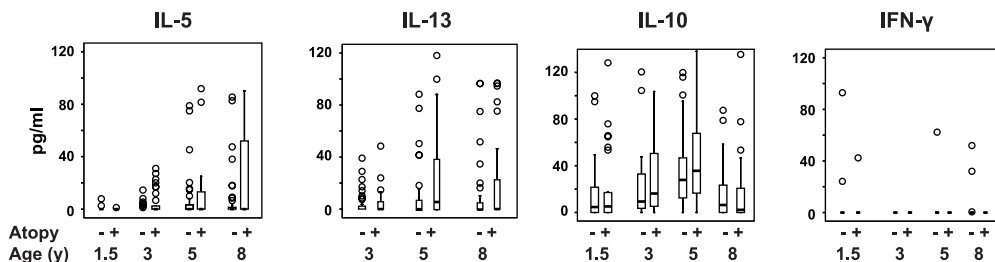 IL-5 IL-13 IL-10 IFN-γ
pg/ml
120 120 120 120
80 80 80 80
40 40 40 40
0 0 0 0
Atopy - + - + - + - + - + - + - + - + - + - + - + - + - + - + - +
Age (y) 1.5 3 5 8 3 5 8 1.5 3 5 8 1.5 3 5 8